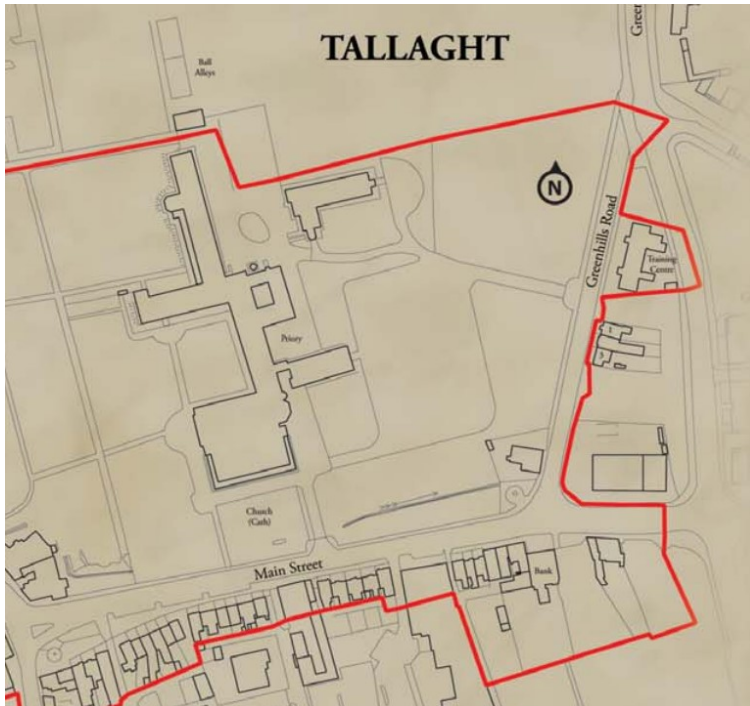 TALLAGHT
Ball
Alleys
N
Greenhills Road
Training
Centre
Priory
Church
(Cath)
Main Street
Bank